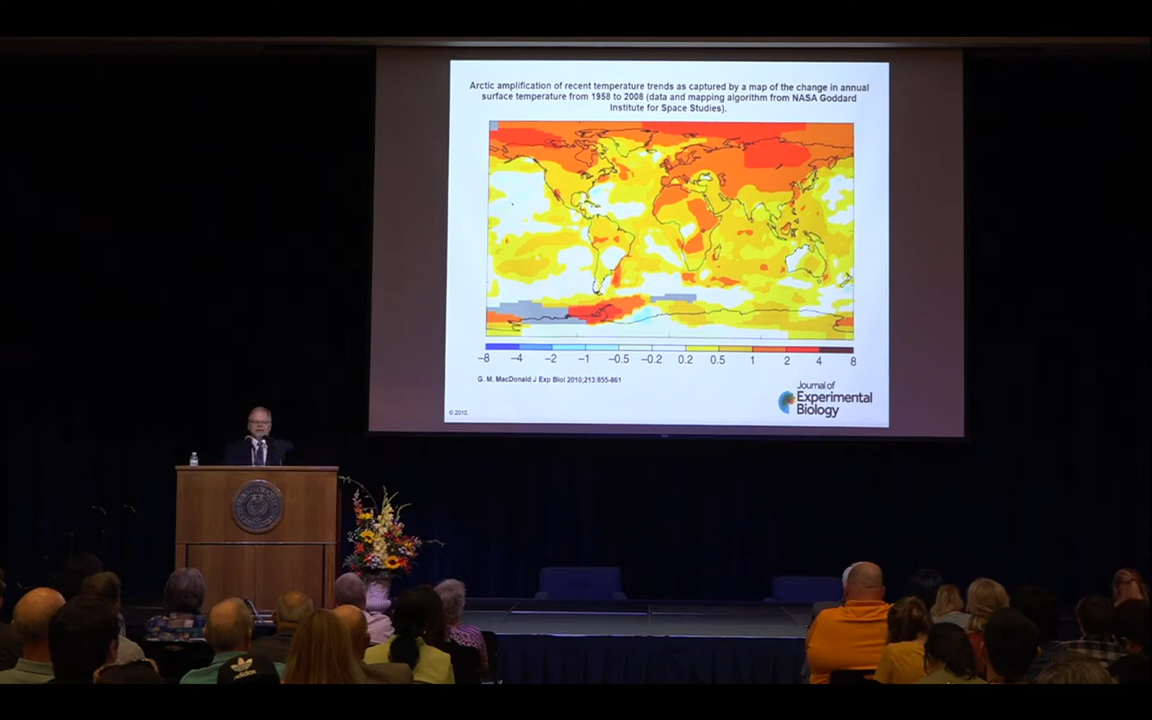 Arctic amplification of recent temperature trends as captured by a map of the change in annual
surface temperature from 1958 to 2008 (data and mapping algorithm from NASA Goddard
Institute for Space Studies).
−8 −4 −2 −1 −0.5 −0.2 0.2 0.5 1 2 4 8
G. M. MacDonald J Exp Biol 2010;213:855-861
Journal of
Experimental
Biology
© 2010.
adidas